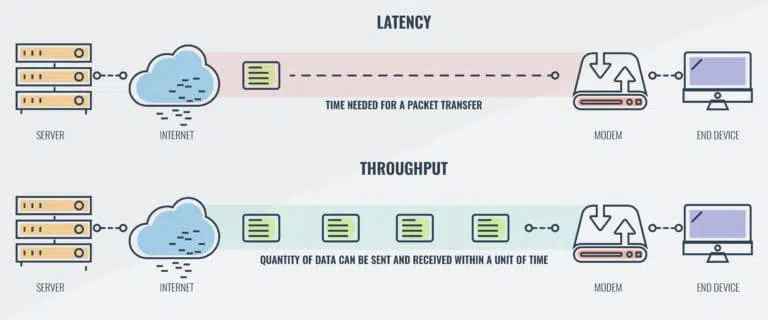 LATENCY
TIME NEEDED FOR A PACKET TRANSFER
SERVER
INTERNET
MODEM
END DEVICE
THROUGHPUT
QUANTITY OF DATA CAN BE SENT AND RECEIVED WITHIN A UNIT OF TIME
SERVER
INTERNET
MODEM
END DEVICE